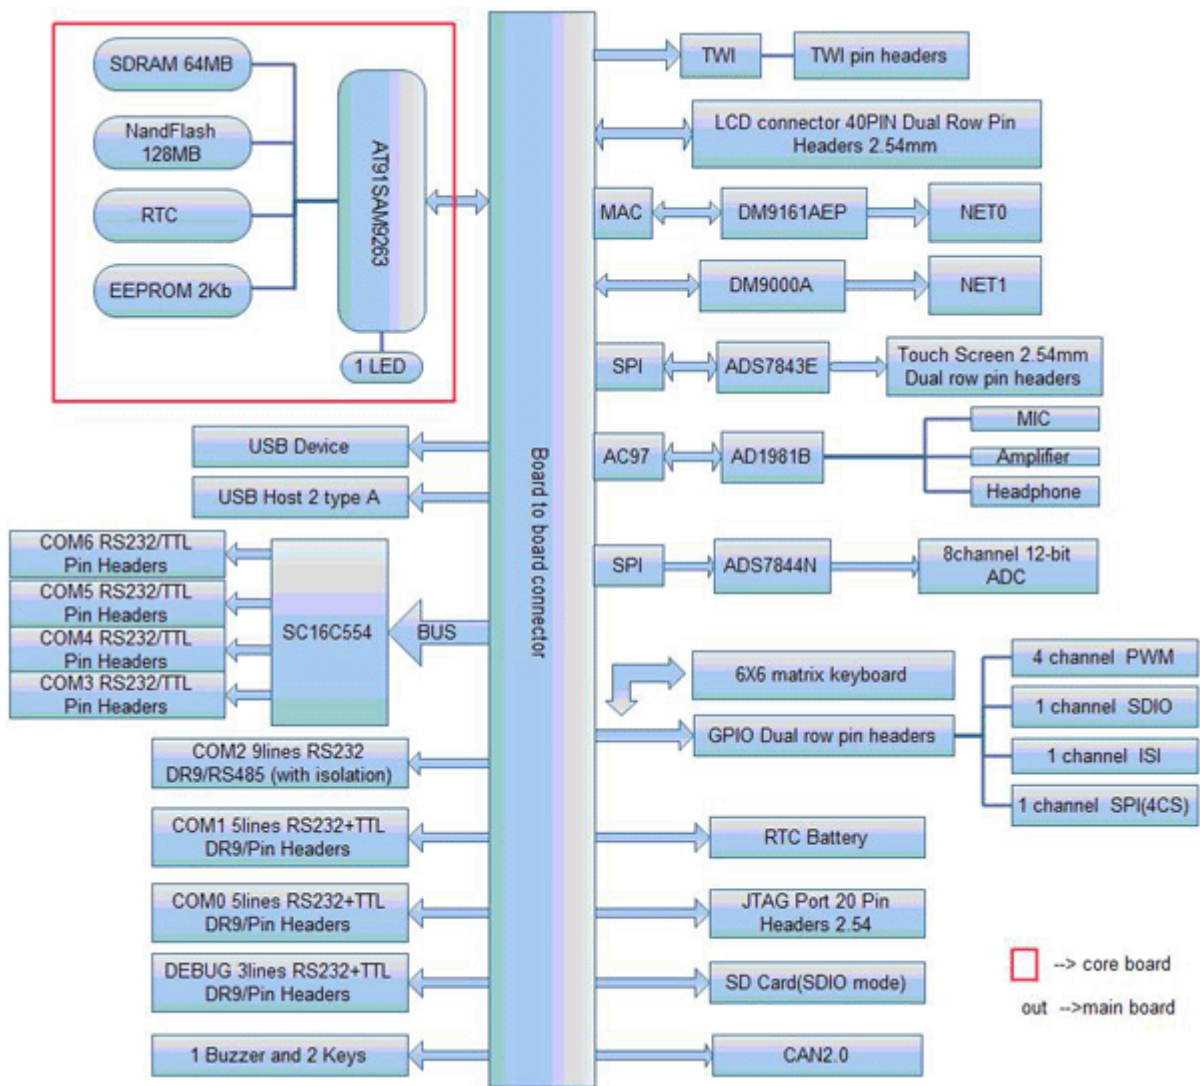 SDRAM 64MB
NandFlash
128MB
RTC
EEPROM 2Kb
AT91SAM9263
1 LED
USB Device
USB Host 2 type A
COM6 RS232/TTL
Pin Headers
COM5 RS232/TTL
Pin Headers
COM4 RS232/TTL
Pin Headers
COM3 RS232/TTL
Pin Headers
SC16C554
BUS
COM2 9lines RS232
DR9/RS485 (with isolation)
COM1 5lines RS232+TTL
DR9/Pin Headers
COM0 5lines RS232+TTL
DR9/Pin Headers
DEBUG 3lines RS232+TTL
DR9/Pin Headers
1 Buzzer and 2 Keys
Board to board connector
TWI
TWI pin headers
LCD connector 40PIN Dual Row Pin
Headers 2.54mm
MAC
DM9161AEP
NET0
DM9000A
NET1
SPI
ADS7843E
Touch Screen 2.54mm
Dual row pin headers
AC97
AD1981B
MIC
Amplifier
Headphone
SPI
ADS7844N
8channel 12-bit
ADC
6X6 matrix keyboard
GPIO Dual row pin headers
4 channel PWM
1 channel SDIO
1 channel ISI
1 channel SPI(4CS)
RTC Battery
JTAG Port 20 Pin
Headers 2.54
SD Card(SDIO mode)
CAN2.0
--> core board
out -->main board